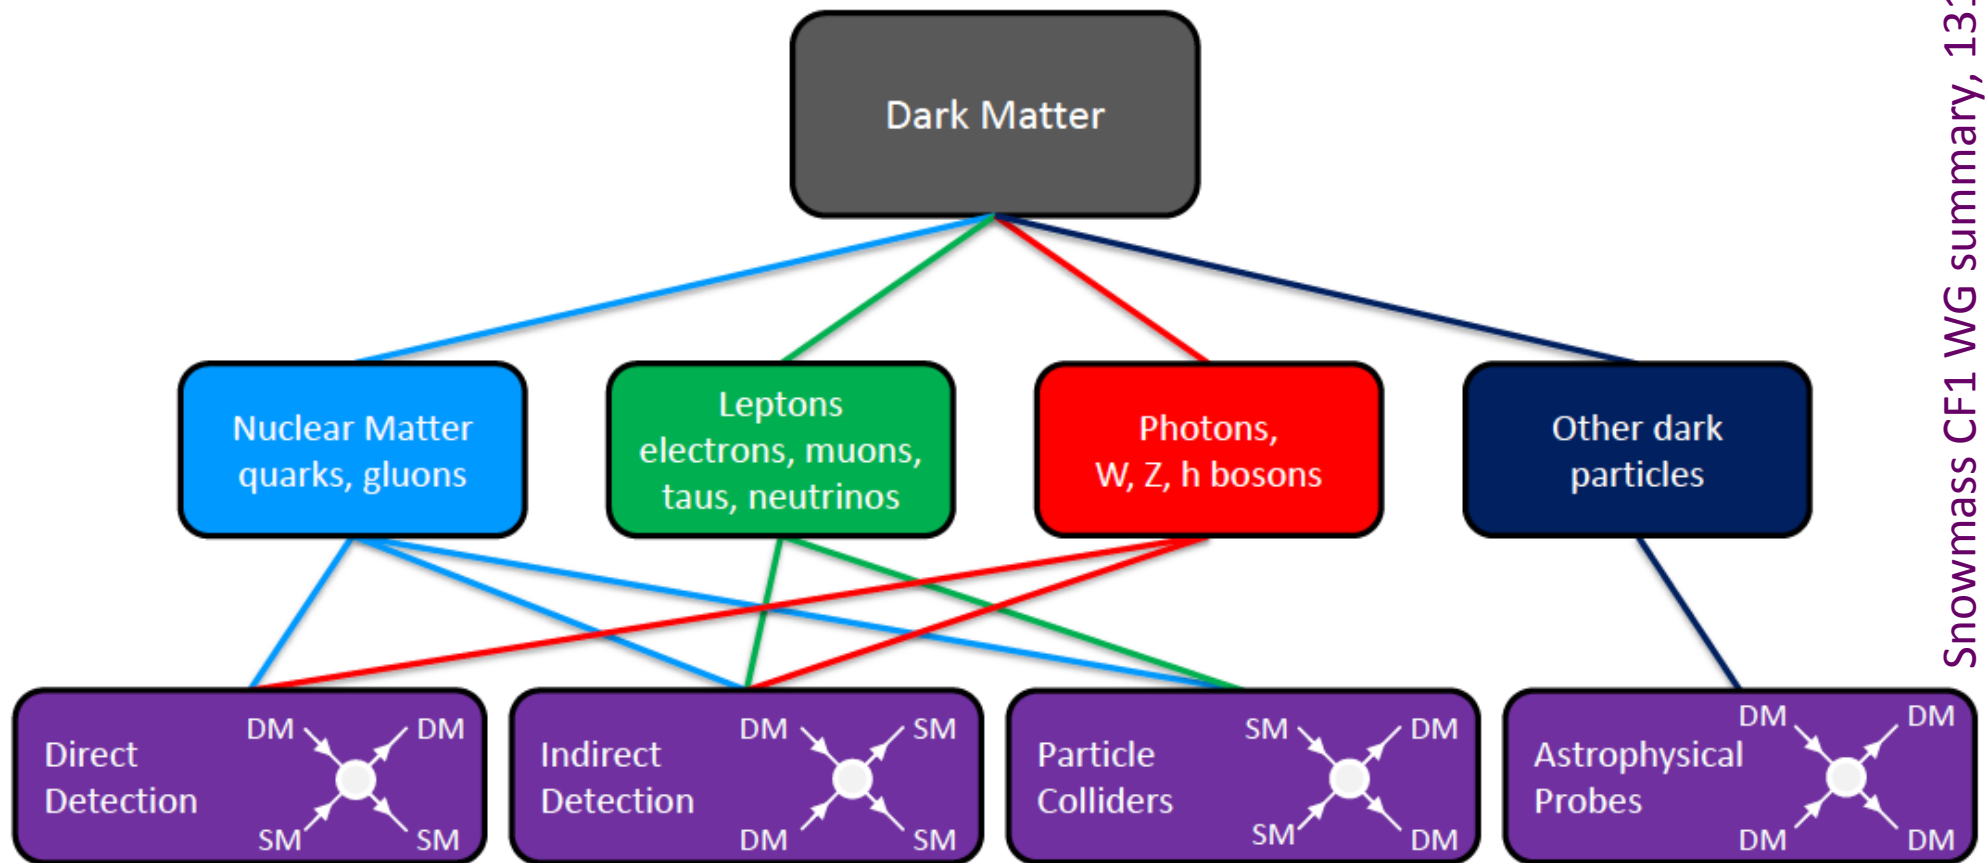 Dark Matter
Nuclear Matter
quarks, gluons
Leptons
electrons, muons,
taus, neutrinos
Photons,
W, Z, h bosons
Other dark
particles
Direct
Detection
DM
DM
SM
SM
Indirect
Detection
DM
SM
DM
SM
Particle
Colliders
SM
DM
SM
DM
Astrophysical
Probes
DM
DM
DM
DM
Snowmass CF1 WG summary, 131